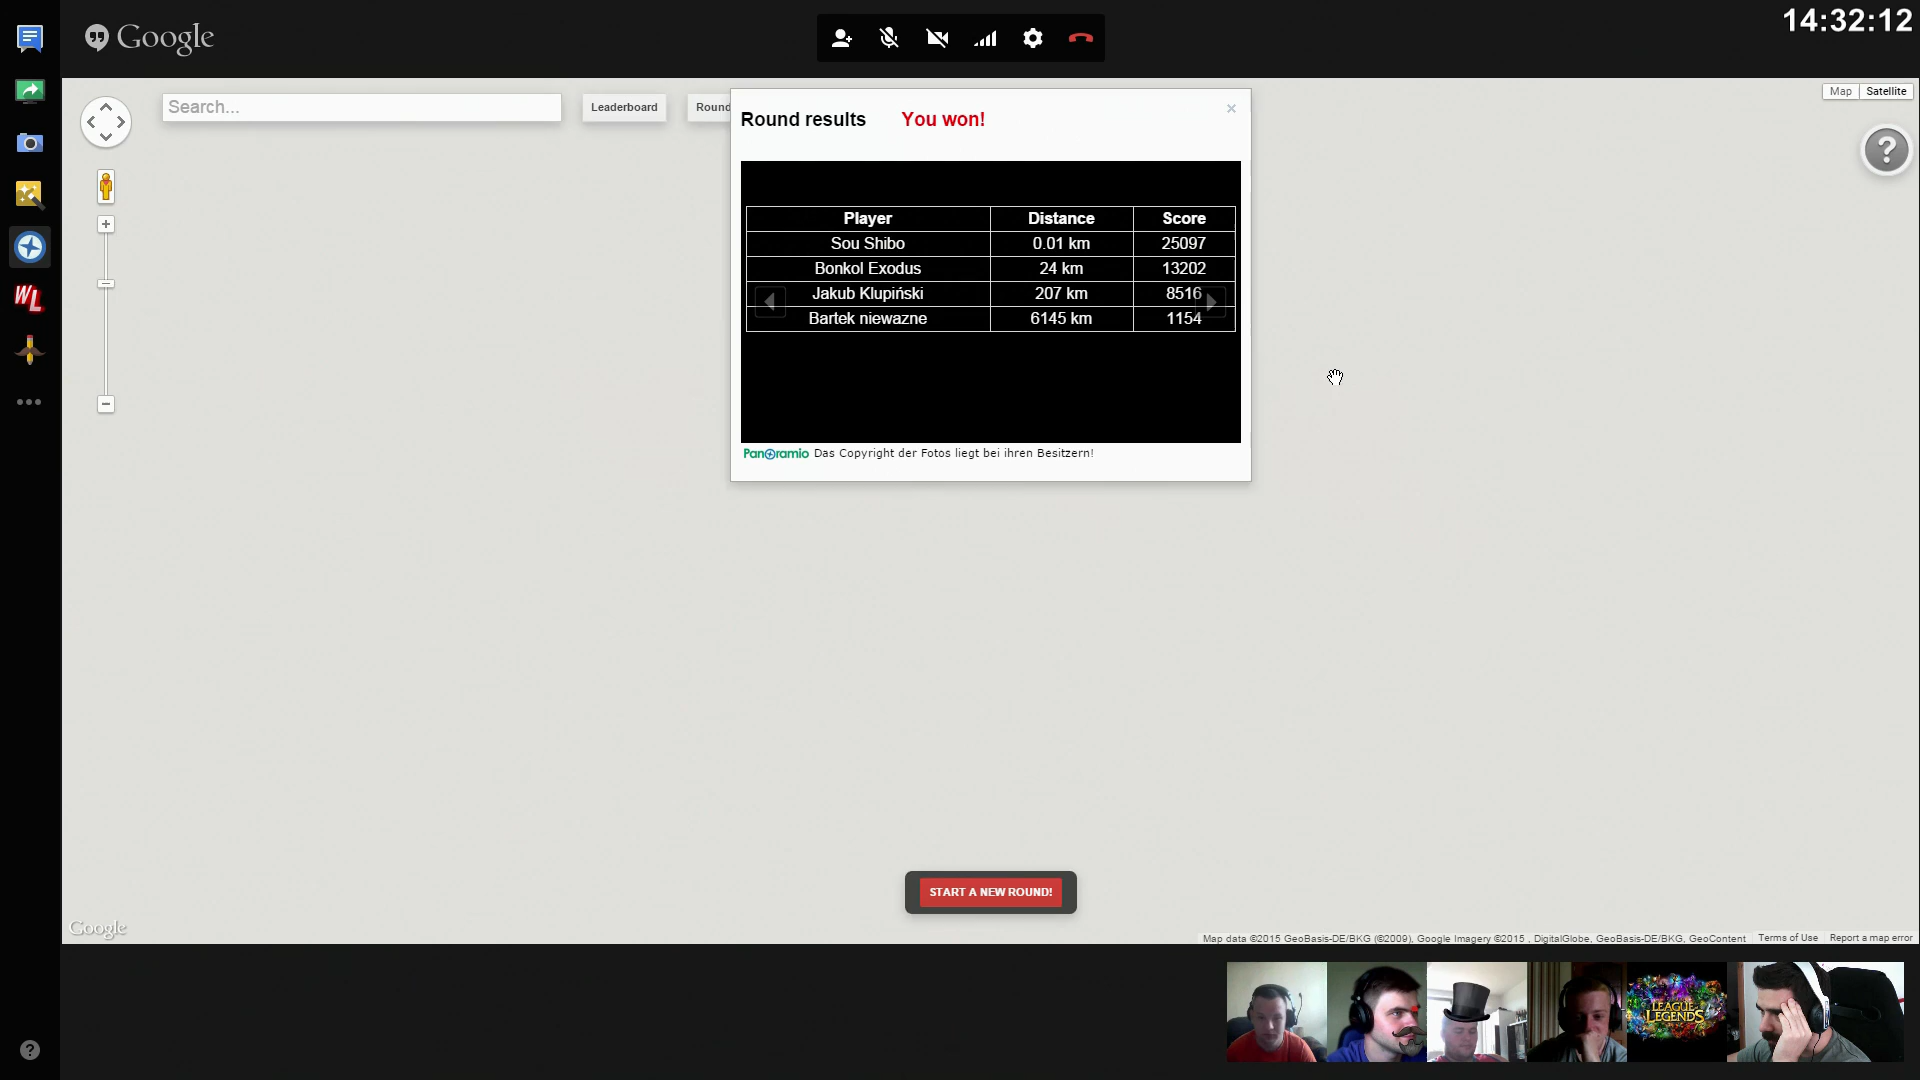 Google
14:32:12
Search...
Leaderboard
Round
Map
Satellite
Round results
You won!
×
?
Player Distance Score
Sou Shibo 0.01 km 25097
Bonkol Exodus 24 km 13202
Jakub Klupiński 207 km 8516
Bartek niewazne 6145 km 1154
Panoramio Das Copyright der Fotos liegt bei ihren Besitzern!
WL
START A NEW ROUND!
Google
Map data ©2015 GeoBasis-DE/BKG (©2009), Google Imagery ©2015 , DigitalGlobe, GeoBasis-DE/BKG, GeoContent
Terms of Use
Report a map error
LEAGUE
LEGENDS
?